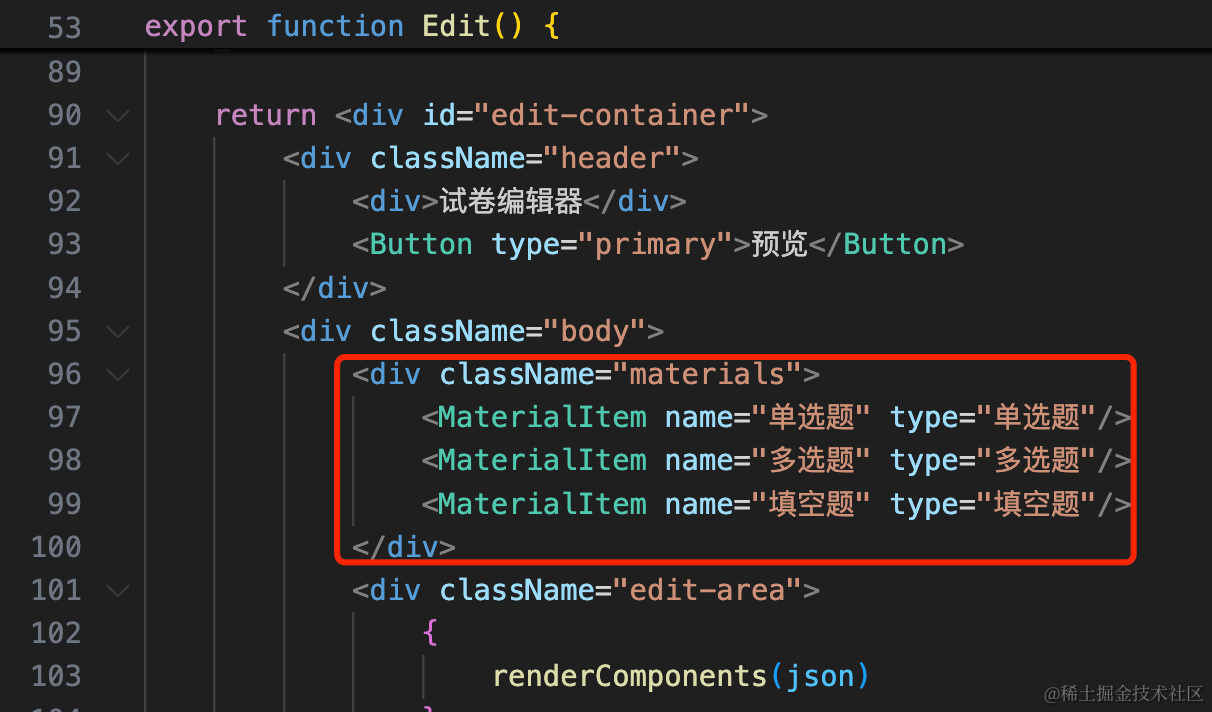 53 export function Edit() {
89
90 return <div id="edit-container">
91 <div className="header">
92 <div>试卷编辑器</div>
93 <Button type="primary">预览</Button>
94 </div>
95 <div className="body">
96 <div className="materials">
97 <MaterialItem name="单选题" type="单选题"/>
98 <MaterialItem name="多选题" type="多选题"/>
99 <MaterialItem name="填空题" type="填空题"/>
100 </div>
101 <div className="edit-area">
102 {
103 renderComponents(json)
@稀土掘金技术社区